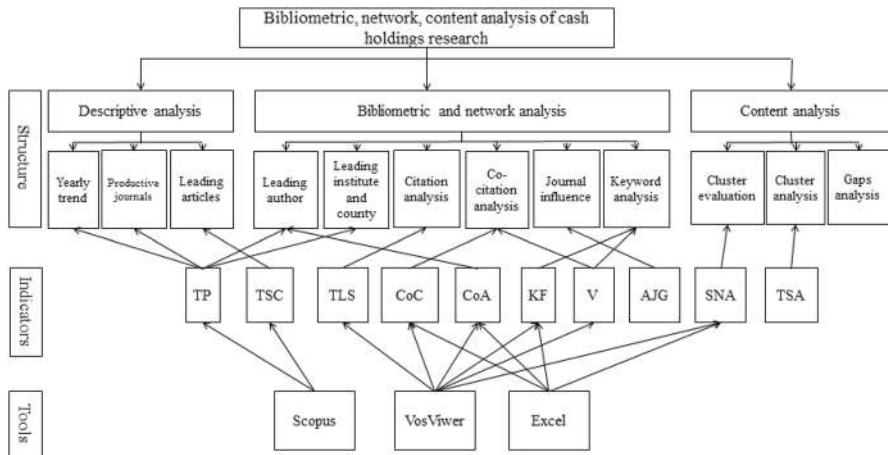 Bibliometric, network, content analysis of cash
holdings research
Structure
Descriptive analysis
Bibliometric and network analysis
Content analysis
Yearly
trend
Productive
journals
Leading
articles
Leading
author
Leading
institute
and
county
Citation
analysis
Co-
citation
analysis
Journal
influence
Keyword
analysis
Cluster
evaluation
Cluster
analysis
Gaps
analysis
Indicators
TP
TSC
TLS
CoC
CoA
KF
V
AJG
SNA
TSA
Tools
Scopus
VosViwer
Excel